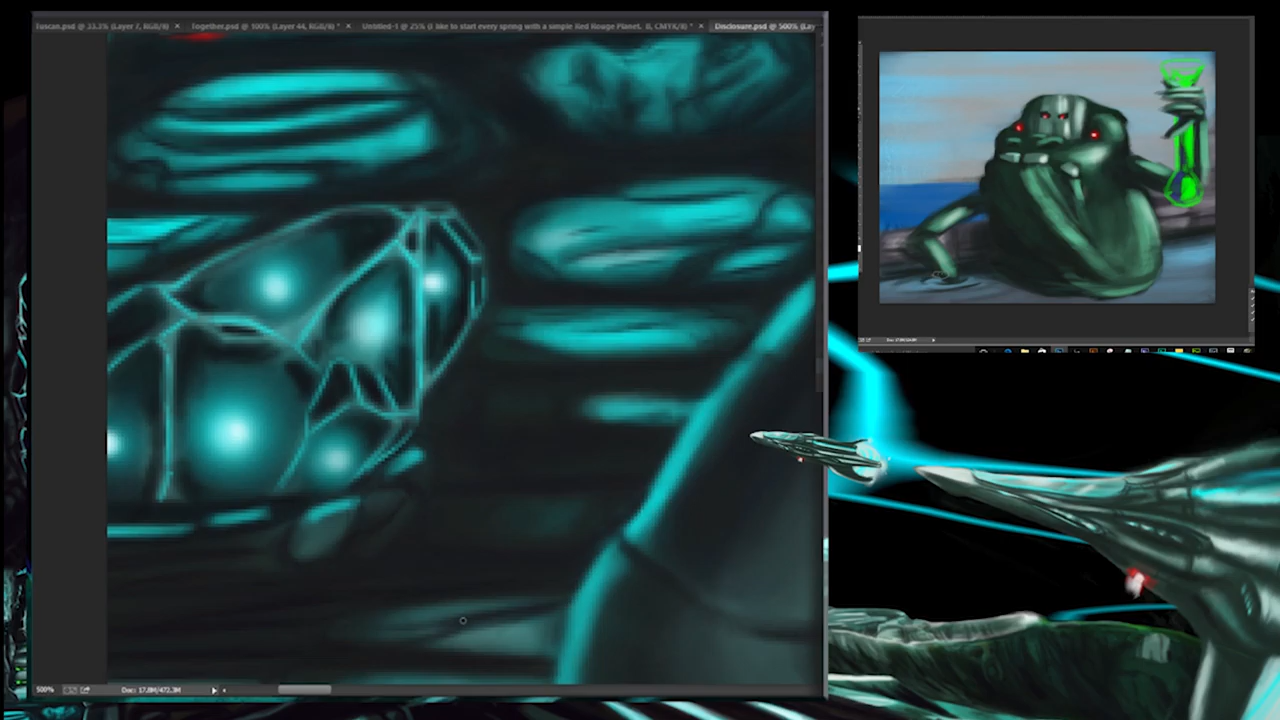 Tuscan.psd @ 33.3% (Layer 7, RGB/8) * × Together.psd @ 100% (Layer 44, RGB/8) * × Untitled-1 @ 25% (I like to start every spring with a simple Red Rouge Planet. II, CMYK/8) * × Disclosure.psd @ 500% (La
500% Doc: 17.8M/472.3M